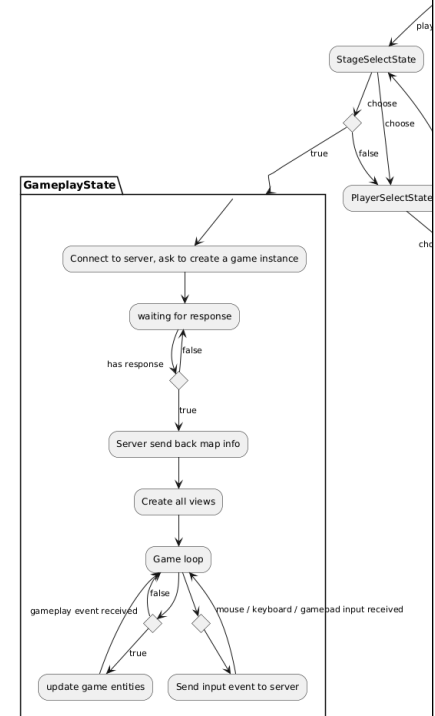 play
StageSelectState
choose
choose
true
false
GameplayState
PlayerSelectState
Connect to server, ask to create a game instance
waiting for response
false
has response
true
Server send back map info
Create all views
Game loop
false
gameplay event received
mouse / keyboard / gamepad input received
true
update game entities
Send input event to server